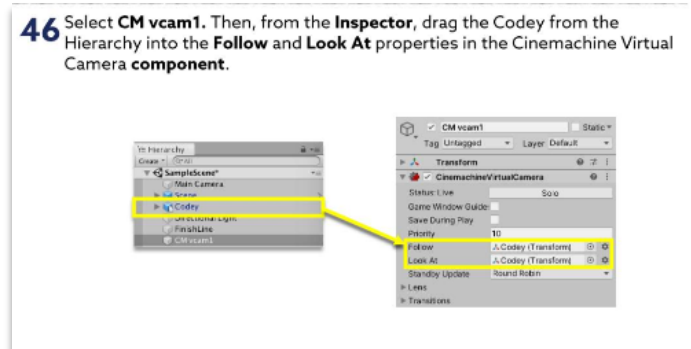 46 Select CM vcam1. Then, from the Inspector, drag the Codey from the
Hierarchy into the Follow and Look At properties in the Cinemachine Virtual
Camera component.
Hierarchy
Create
SampleScene*
Main Camera
Scene
Codey
Directional Light
FinishLine
CM vcam1
CM vcam1 Static
Tag Untagged Layer Default
Transform
CinemachineVirtualCamera
Status: Live Solo
Game Window Guides
Save During Play
Priority 10
Follow Codey (Transform)
Look At Codey (Transform)
Standby Update Round Robin
Lens
Transitions